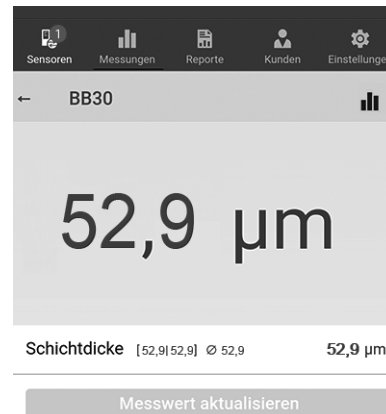 1
Sensoren Messungen Reporte Kunden Einstellunge
← BB30
52,9 µm
Schichtdicke [52,9|52,9] Ø 52,9 52,9 µm
Messwert aktualisieren